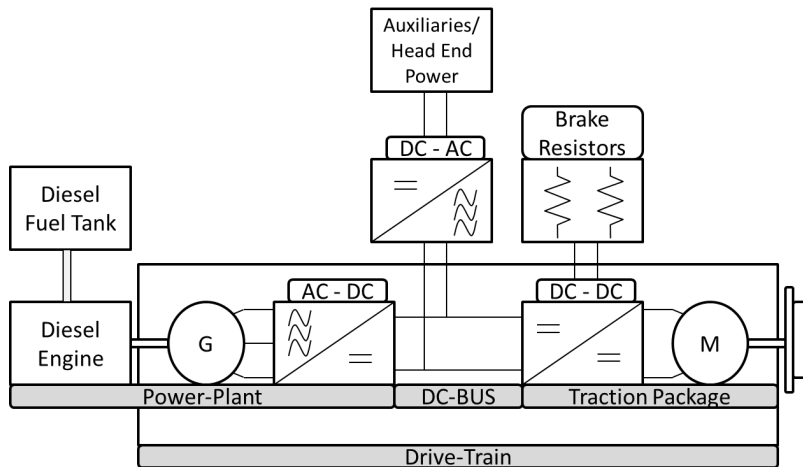 Auxiliaries/
Head End
Power
DC - AC
Brake
Resistors
Diesel
Fuel Tank
AC - DC
DC - DC
Diesel
Engine
G
M
Power-Plant
DC-BUS
Traction Package
Drive-Train